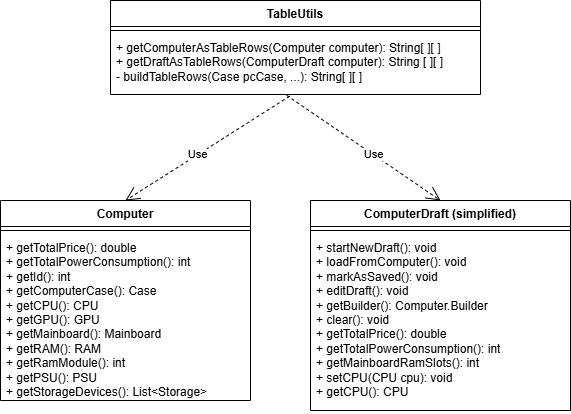 TableUtils
+ getComputerAsTableRows(Computer computer): String[ ][ ]
+ getDraftAsTableRows(ComputerDraft computer): String [ ][ ]
- buildTableRows(Case pcCase, ...): String[ ][ ]
Use
Use
Computer
+ getTotalPrice(): double
+ getTotalPowerConsumption(): int
+ getId(): int
+ getComputerCase(): Case
+ getCPU(): CPU
+ getGPU(): GPU
+ getMainboard(): Mainboard
+ getRAM(): RAM
+ getRamModule(): int
+ getPSU(): PSU
+ getStorageDevices(): List<Storage>
ComputerDraft (simplified)
+ startNewDraft(): void
+ loadFromComputer(): void
+ markAsSaved(): void
+ editDraft(): void
+ getBuilder(): Computer.Builder
+ clear(): void
+ getTotalPrice(): double
+ getTotalPowerConsumption(): int
+ getMainboardRamSlots(): int
+ setCPU(CPU cpu): void
+ getCPU(): CPU